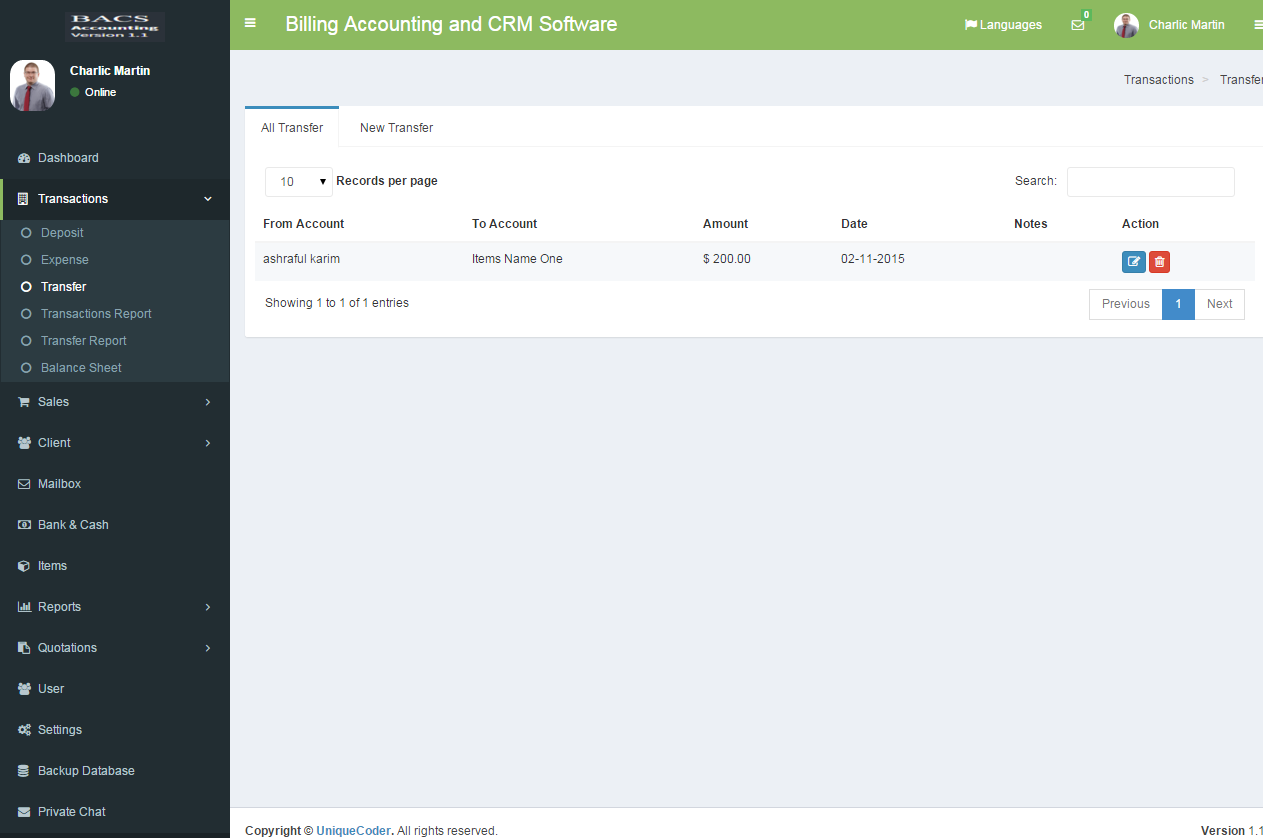 BACS
Accounting
Version 1.1
Billing Accounting and CRM Software
Languages
0
Charlic Martin
Charlic Martin
Online
Transactions > Transfer
Dashboard
Transactions
Deposit
Expense
Transfer
Transactions Report
Transfer Report
Balance Sheet
Sales
Client
Mailbox
Bank & Cash
Items
Reports
Quotations
User
Settings
Backup Database
Private Chat
All Transfer New Transfer
10 Records per page Search:
From Account To Account Amount Date Notes Action
ashraful karim Items Name One $ 200.00 02-11-2015
Showing 1 to 1 of 1 entries Previous 1 Next
Copyright © UniqueCoder. All rights reserved. Version 1.1